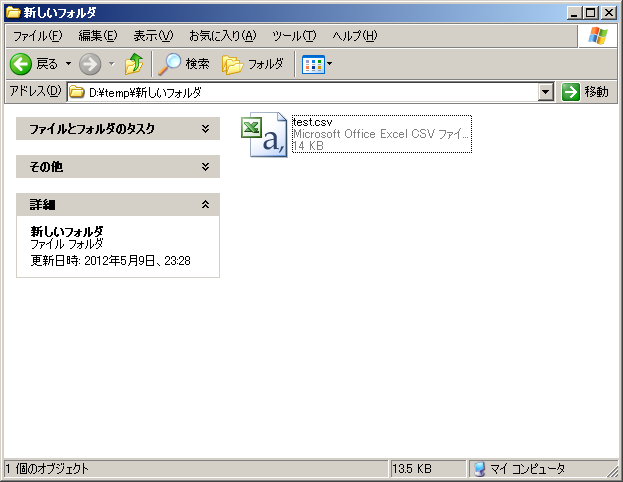 新しいフォルダ
ファイル(F) 編集(E) 表示(V) お気に入り(A) ツール(T) ヘルプ(H)
戻る 検索 フォルダ
アドレス(D) D:¥temp¥新しいフォルダ 移動
ファイルとフォルダのタスク
その他
詳細
新しいフォルダ
ファイル フォルダ
更新日時: 2012年5月9日、23:28
a,
test.csv
Microsoft Office Excel CSV ファイ...
14 KB
1 個のオブジェクト 13.5 KB マイ コンピュータ